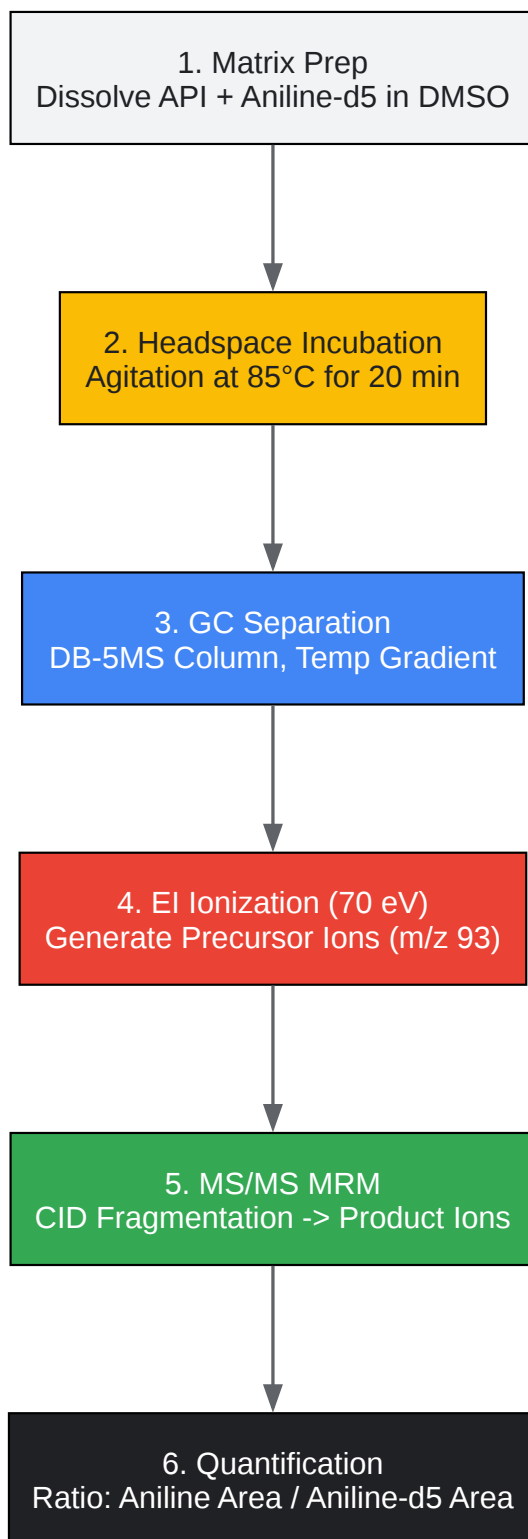 1. Matrix Prep
Dissolve API + Aniline-d5 in DMSO
2. Headspace Incubation
Agitation at 85°C for 20 min
3. GC Separation
DB-5MS Column, Temp Gradient
4. EI Ionization (70 eV)
Generate Precursor Ions (m/z 93)
5. MS/MS MRM
CID Fragmentation -> Product Ions
6. Quantification
Ratio: Aniline Area / Aniline-d5 Area